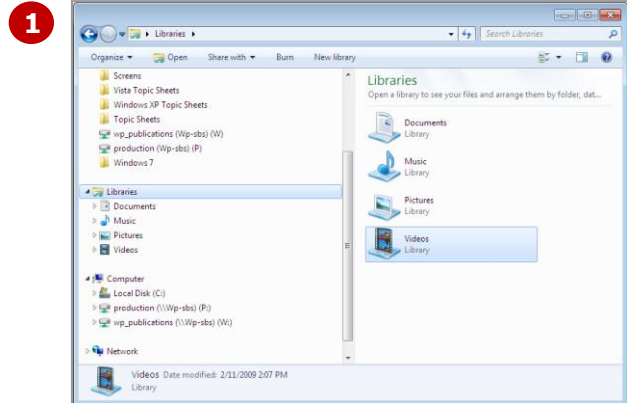 1
Libraries
Search Libraries
Organize Open Share with Burn New library
Screens
Vista Topic Sheets
Windows XP Topic Sheets
Topic Sheets
wp_publications (Wp-sbs) (W)
production (Wp-sbs) (P)
Windows 7
Libraries
Documents
Music
Pictures
Videos
Computer
Local Disk (C:)
production (\\Wp-sbs) (P:)
wp_publications (\\Wp-sbs) (W:)
Network
Libraries
Open a library to see your files and arrange them by folder, dat...
Documents
Library
Music
Library
Pictures
Library
Videos
Library
Videos Date modified: 2/11/2009 2:07 PM
Library